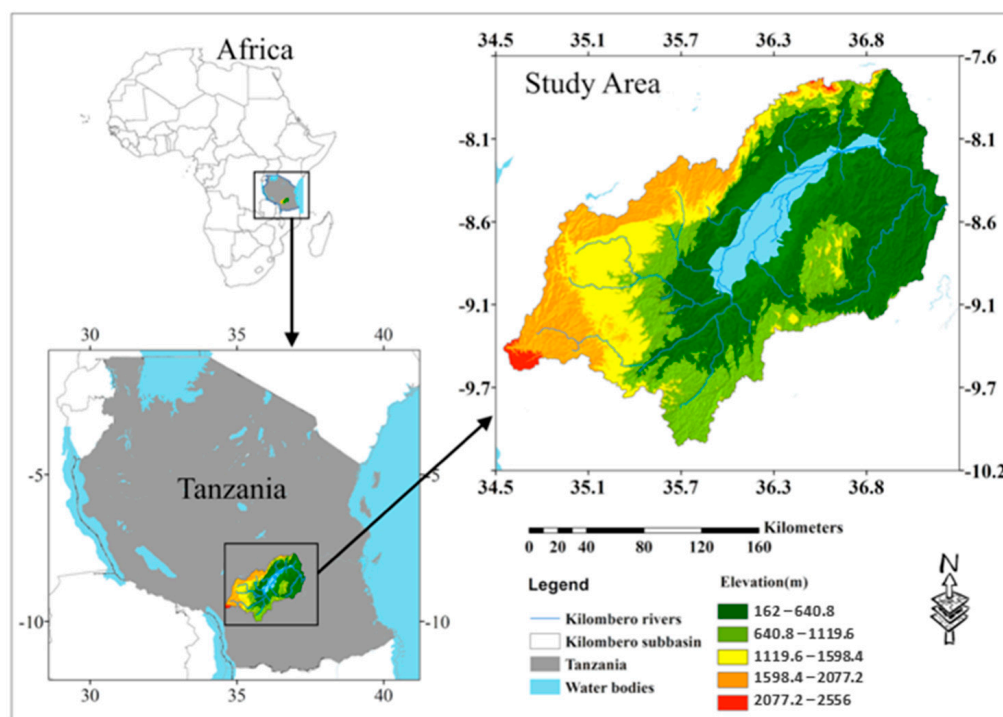 Africa
34.5 35.1 35.7 36.3 36.8
Study Area
-7.6
-8.1 -8.1
-8.6 -8.6
-9.1 -9.1
-9.7 -9.7
-10.2
34.5 35.1 35.7 36.3 36.8
30 35 40
-5 -5
Tanzania
-10 -10
30 35 40
Kilometers
0 10 20 40 80 120 160
Legend
Kilombero rivers
Kilombero subbasin
Tanzania
Water bodies
Elevation(m)
162 – 640.8
640.8 – 1119.6
1119.6 – 1598.4
1598.4 – 2077.2
2077.2 – 2556
N